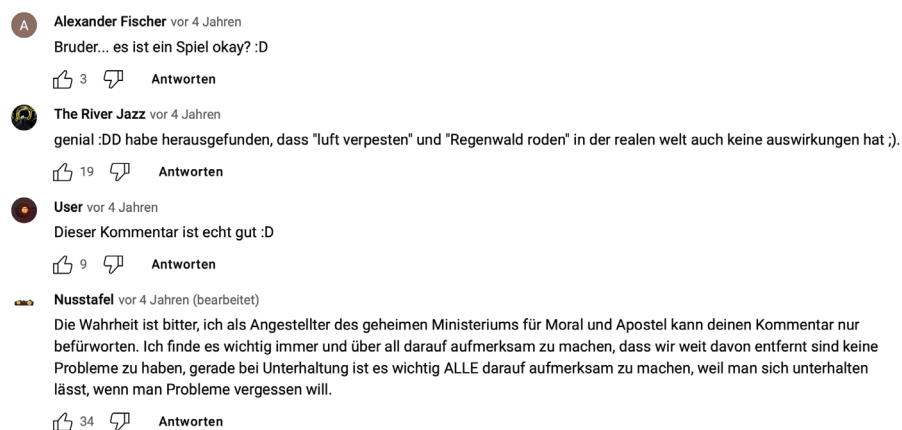 A
Alexander Fischer vor 4 Jahren
Bruder... es ist ein Spiel okay? :D
3 Antworten
The River Jazz vor 4 Jahren
genial :DD habe herausgefunden, dass "luft verpesten" und "Regenwald roden" in der realen welt auch keine auswirkungen hat ;).
19 Antworten
User vor 4 Jahren
Dieser Kommentar ist echt gut :D
9 Antworten
Nusstafel vor 4 Jahren (bearbeitet)
Die Wahrheit ist bitter, ich als Angestellter des geheimen Ministeriums für Moral und Apostel kann deinen Kommentar nur
befürworten. Ich finde es wichtig immer und über all darauf aufmerksam zu machen, dass wir weit davon entfernt sind keine
Probleme zu haben, gerade bei Unterhaltung ist es wichtig ALLE darauf aufmerksam zu machen, weil man sich unterhalten
lässt, wenn man Probleme vergessen will.
34 Antworten